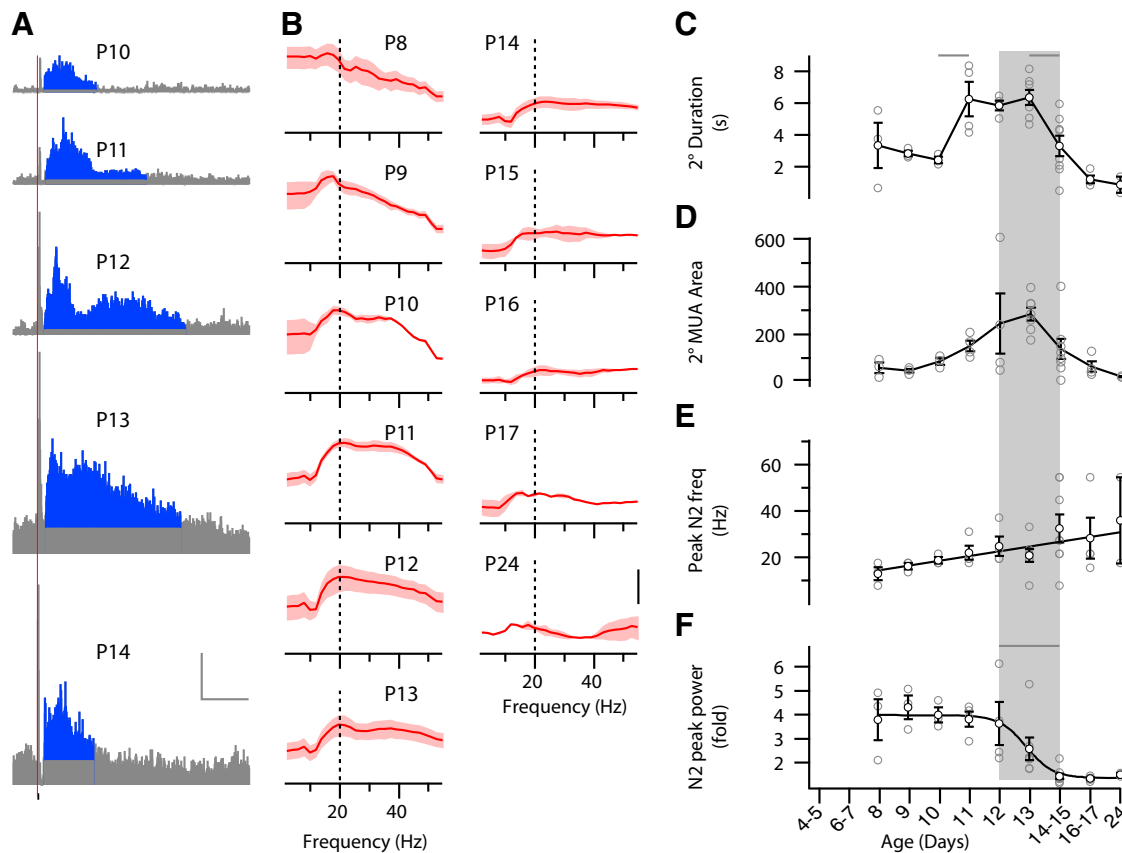 A
P10
P11
P12
P13
P14
B
P8
P9
P10
P11
P12
P13
20 40
Frequency (Hz)
P14
P15
P16
P17
P24
20 40
Frequency (Hz)
C
2° Duration
(s)
8
6
4
2
D
2° MUA Area
600
400
200
0
E
Peak N2 freq
(Hz)
60
40
20
F
N2 peak power
(fold)
6
5
4
3
2
4-5 6-7 8 9 10 11 12 13 14-15 16-17 24
Age (Days)